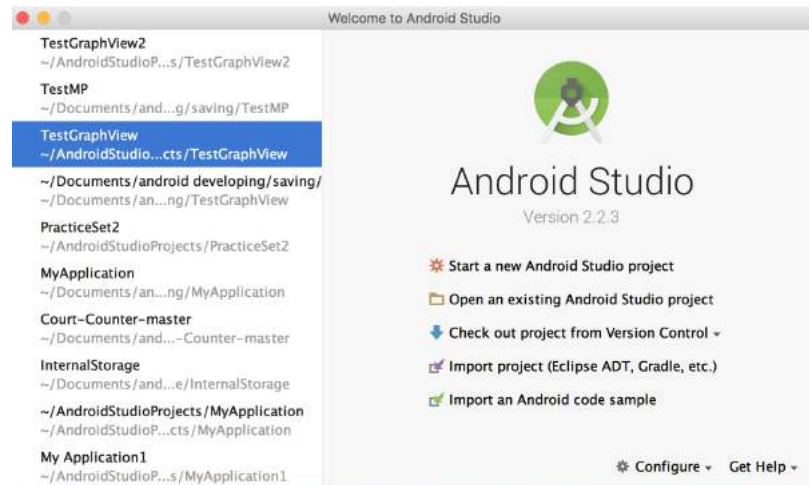 Welcome to Android Studio
TestGraphView2
~/AndroidStudioP...s/TestGraphView2
TestMP
~/Documents/and...g/saving/TestMP
TestGraphView
~/AndroidStudio...cts/TestGraphView
~/Documents/android developing/saving/
~/Documents/an...ng/TestGraphView
PracticeSet2
~/AndroidStudioProjects/PracticeSet2
MyApplication
~/Documents/an...ng/MyApplication
Court-Counter-master
~/Documents/and...-Counter-master
InternalStorage
~/Documents/and...e/InternalStorage
~/AndroidStudioProjects/MyApplication
~/AndroidStudioP...cts/MyApplication
My Application1
~/AndroidStudioP...s/MyApplication1
Android Studio
Version 2.2.3
Start a new Android Studio project
Open an existing Android Studio project
Check out project from Version Control
Import project (Eclipse ADT, Gradle, etc.)
Import an Android code sample
Configure Get Help